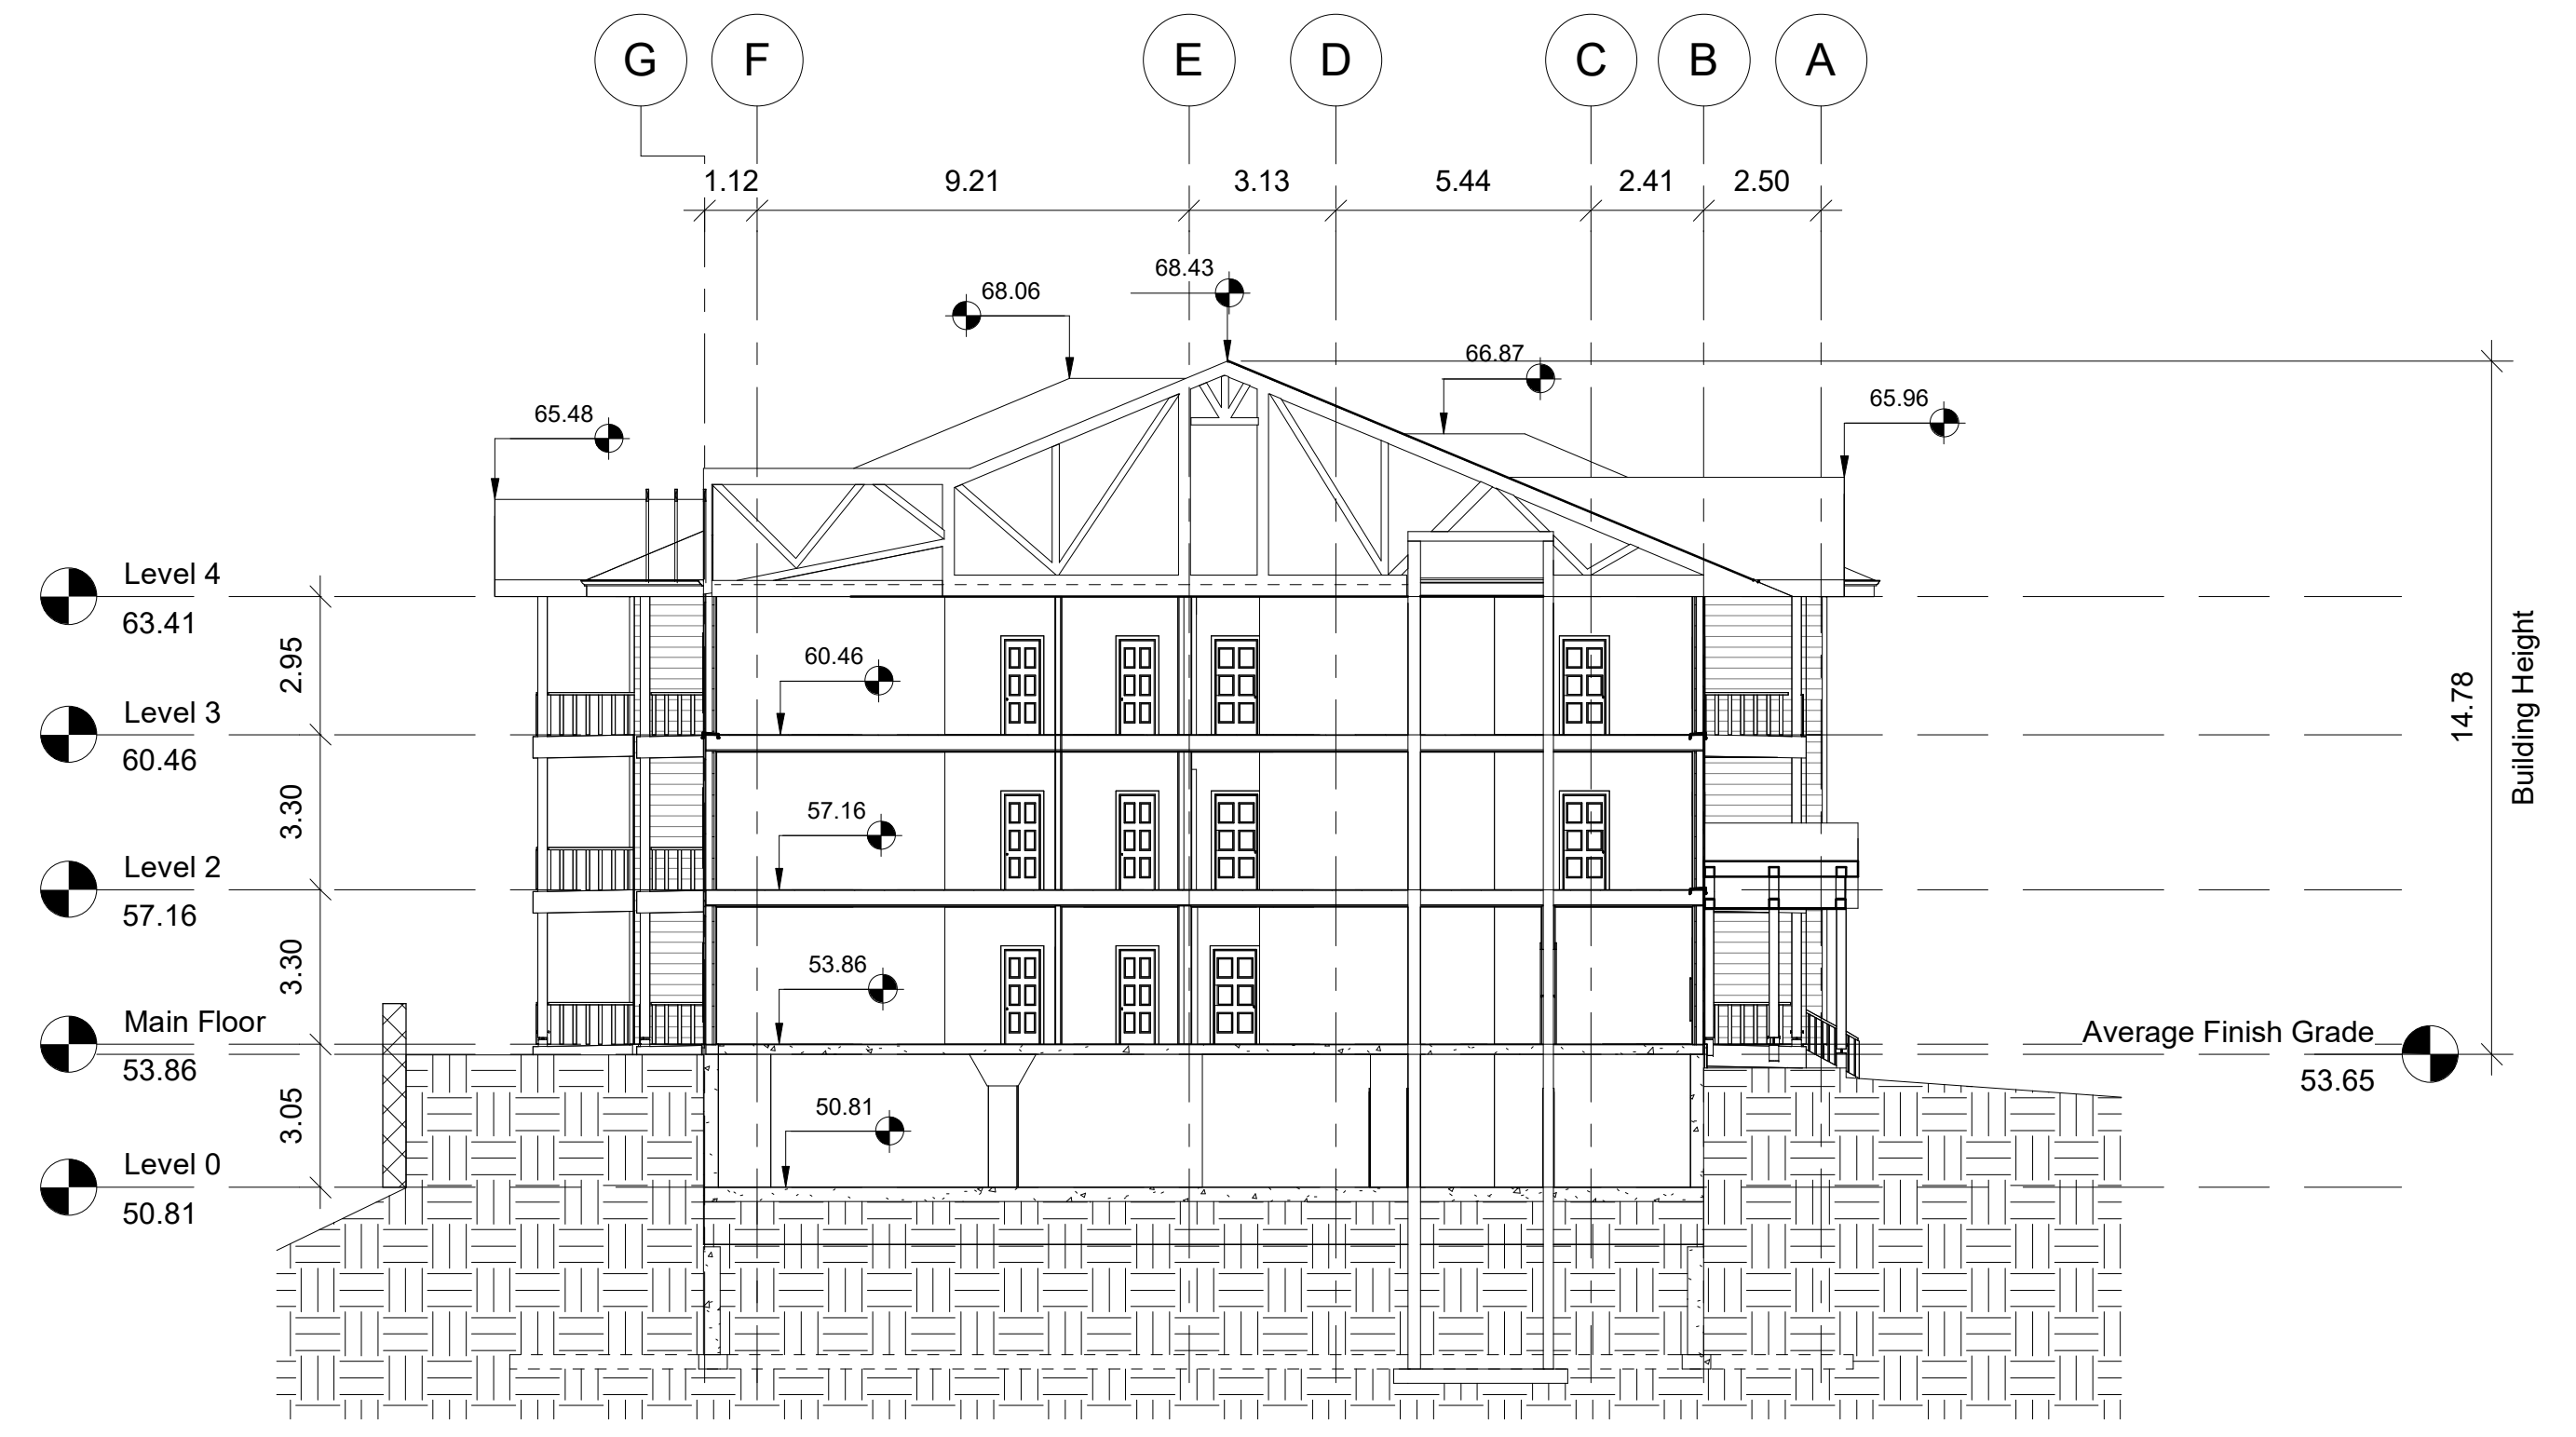 G F E D C B A
1.12 9.21 3.13 5.44 2.41 2.50
68.43
68.06
66.87
65.96
65.48
Level 4
63.41
2.95
60.46
Level 3
60.46
3.30
57.16
Level 2
57.16
3.30
53.86
Main Floor
53.86
3.05
50.81
Level 0
50.81
14.78
Building Height
Average Finish Grade
53.65